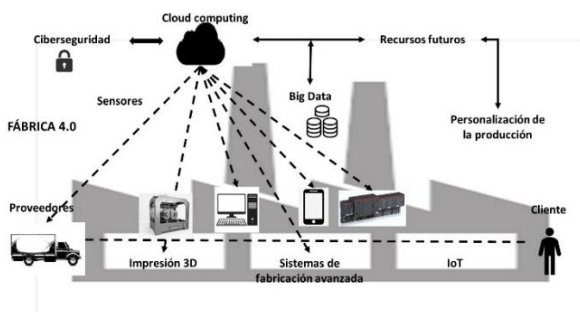 Cloud computing
Ciberseguridad
Recursos futuros
Sensores
Big Data
Personalización de
la producción
FÁBRICA 4.0
Proveedores
Cliente
Impresión 3D
Sistemas de
fabricación avanzada
IoT